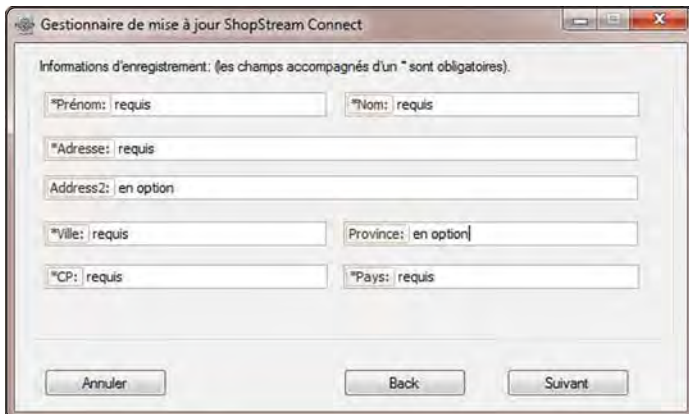 Gestionnaire de mise à jour ShopStream Connect
Informations d'enregistrement: (les champs accompagnés d'un * sont obligatoires).
*Prénom: requis *Nom: requis
*Adresse: requis
Address2: en option
*Ville: requis Province: en option
*CP: requis *Pays: requis
Annuler Back Suivant